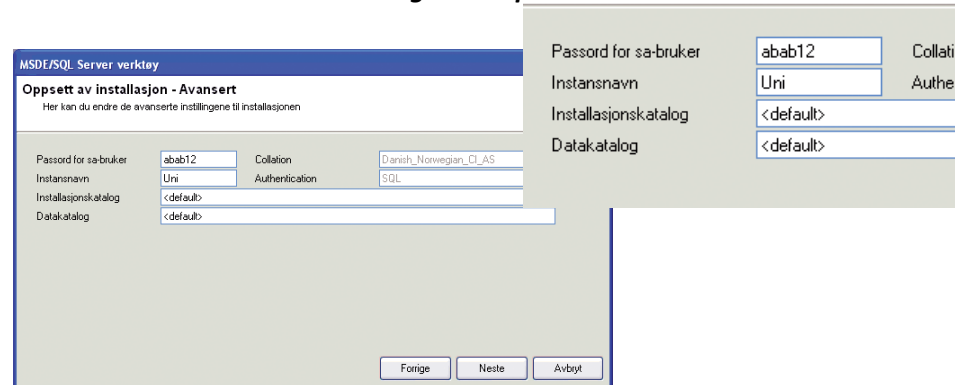 MSDE/SQL Server verktøy
Oppsett av installasjon - Avansert
Her kan du endre de avanserte instillingene til installasjonen
Passord for sa-bruker abab12 Collation Danish_Norwegian_CI_AS
Instansnavn Uni Authentication SQL
Installasjonskatalog <default>
Datakatalog <default>
Forrige Neste Avbryt
Passord for sa-bruker abab12
Instansnavn Uni
Installasjonskatalog <default>
Datakatalog <default>